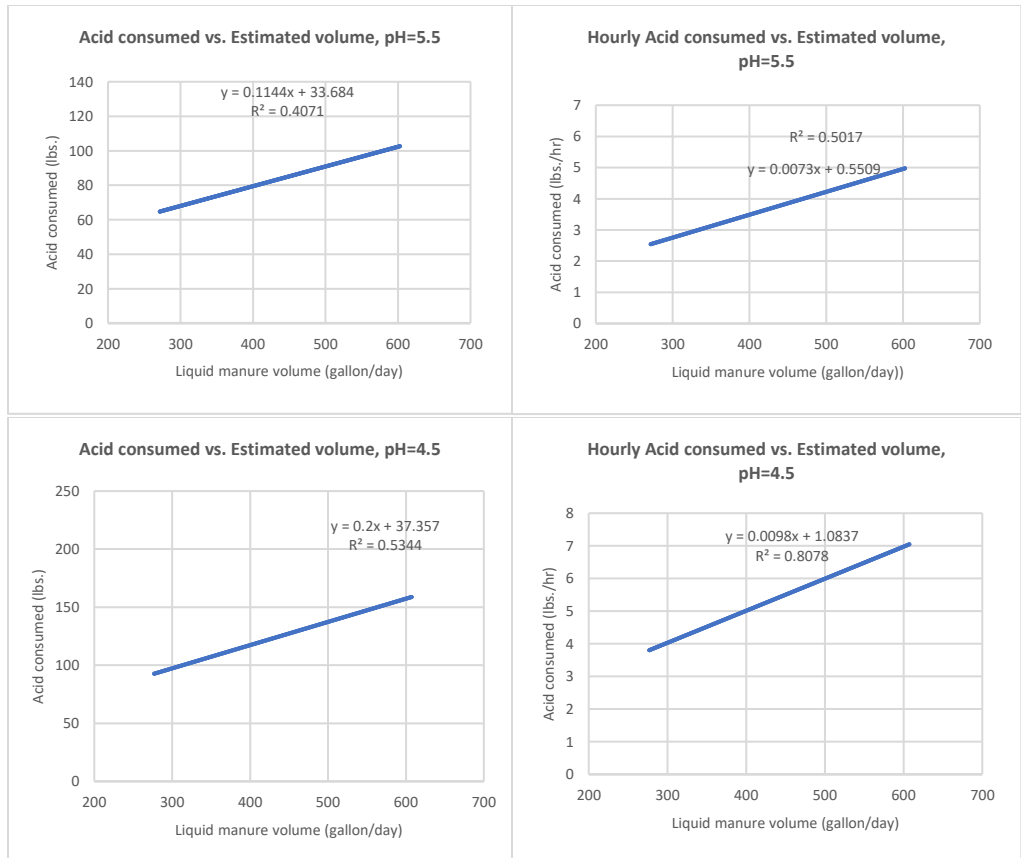 Acid consumed vs. Estimated volume, pH=5.5
y = 0.1144x + 33.684
R² = 0.4071
Acid consumed (lbs.)
140
120
100
80
60
40
20
0
200 300 400 500 600 700
Liquid manure volume (gallon/day)
Hourly Acid consumed vs. Estimated volume,
pH=5.5
R² = 0.5017
y = 0.0073x + 0.5509
Acid consumed (lbs./hr)
7
6
5
4
3
2
1
0
200 300 400 500 600 700
Liquid manure volume (gallon/day))
Acid consumed vs. Estimated volume, pH=4.5
y = 0.2x + 37.357
R² = 0.5344
Acid consumed (lbs.)
250
200
150
100
50
0
200 300 400 500 600 700
Liquid manure volume (gallon/day)
Hourly Acid consumed vs. Estimated volume,
pH=4.5
y = 0.0098x + 1.0837
R² = 0.8078
Acid consumed (lbs./hr)
8
7
6
5
4
3
2
1
0
200 300 400 500 600 700
Liquid manure volume (gallon/day)